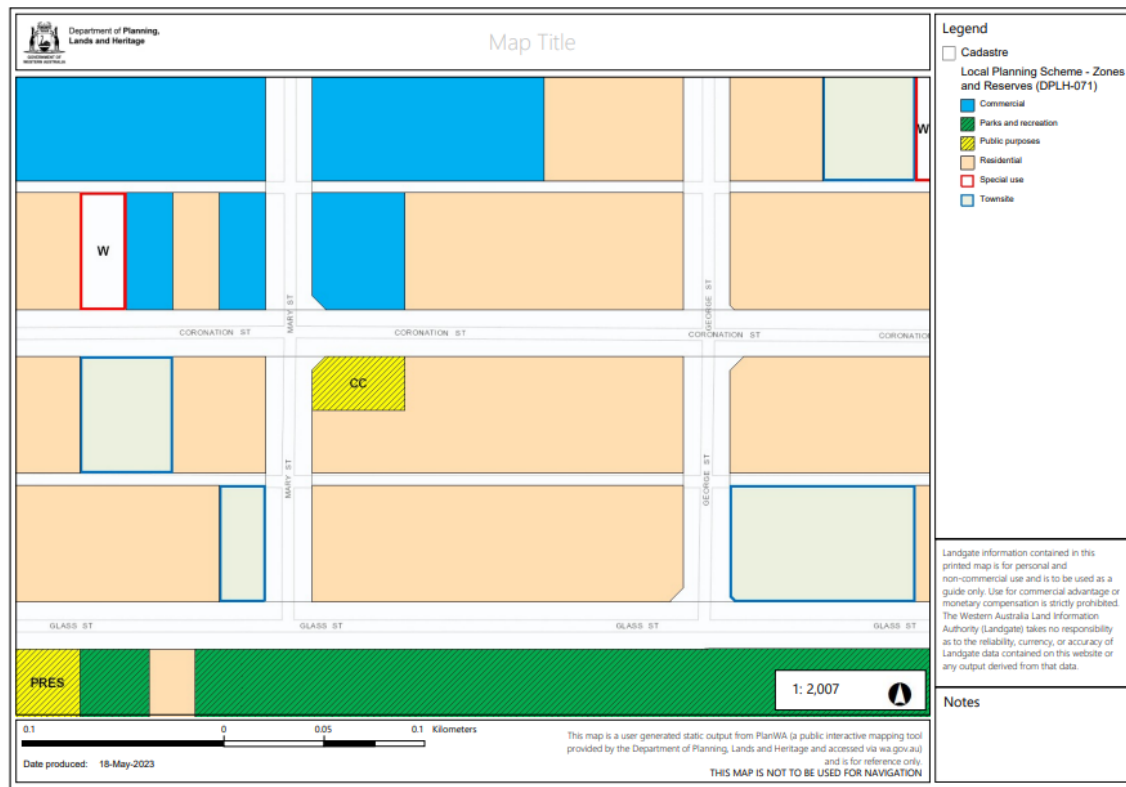 Department of Planning,
Lands and Heritage
GOVERNMENT OF
WESTERN AUSTRALIA
Map Title
Legend
Cadastre
Local Planning Scheme - Zones
and Reserves (DPLH-071)
Commercial
Parks and recreation
Public purposes
Residential
Special use
Townsite
W
W
MARY ST
GEORGE ST
CORONATION ST
CORONATION ST
CORONATION ST
CORONATIO
CC
MARY ST
GEORGE ST
GLASS ST
GLASS ST
GLASS ST
GLASS ST
PRES
1: 2,007
Landgate information contained in this
printed map is for personal and
non-commercial use and is to be used as a
guide only. Use for commercial advantage or
monetary compensation is strictly prohibited.
The Western Australia Land Information
Authority (Landgate) takes no responsibility
as to the reliability, currency, or accuracy of
Landgate data contained on this website or
any output derived from that data.
Notes
0.1 0 0.05 0.1 Kilometers
Date produced: 18-May-2023
This map is a user generated static output from PlanWA (a public interactive mapping tool
provided by the Department of Planning, Lands and Heritage and accessed via wa.gov.au)
and is for reference only.
THIS MAP IS NOT TO BE USED FOR NAVIGATION